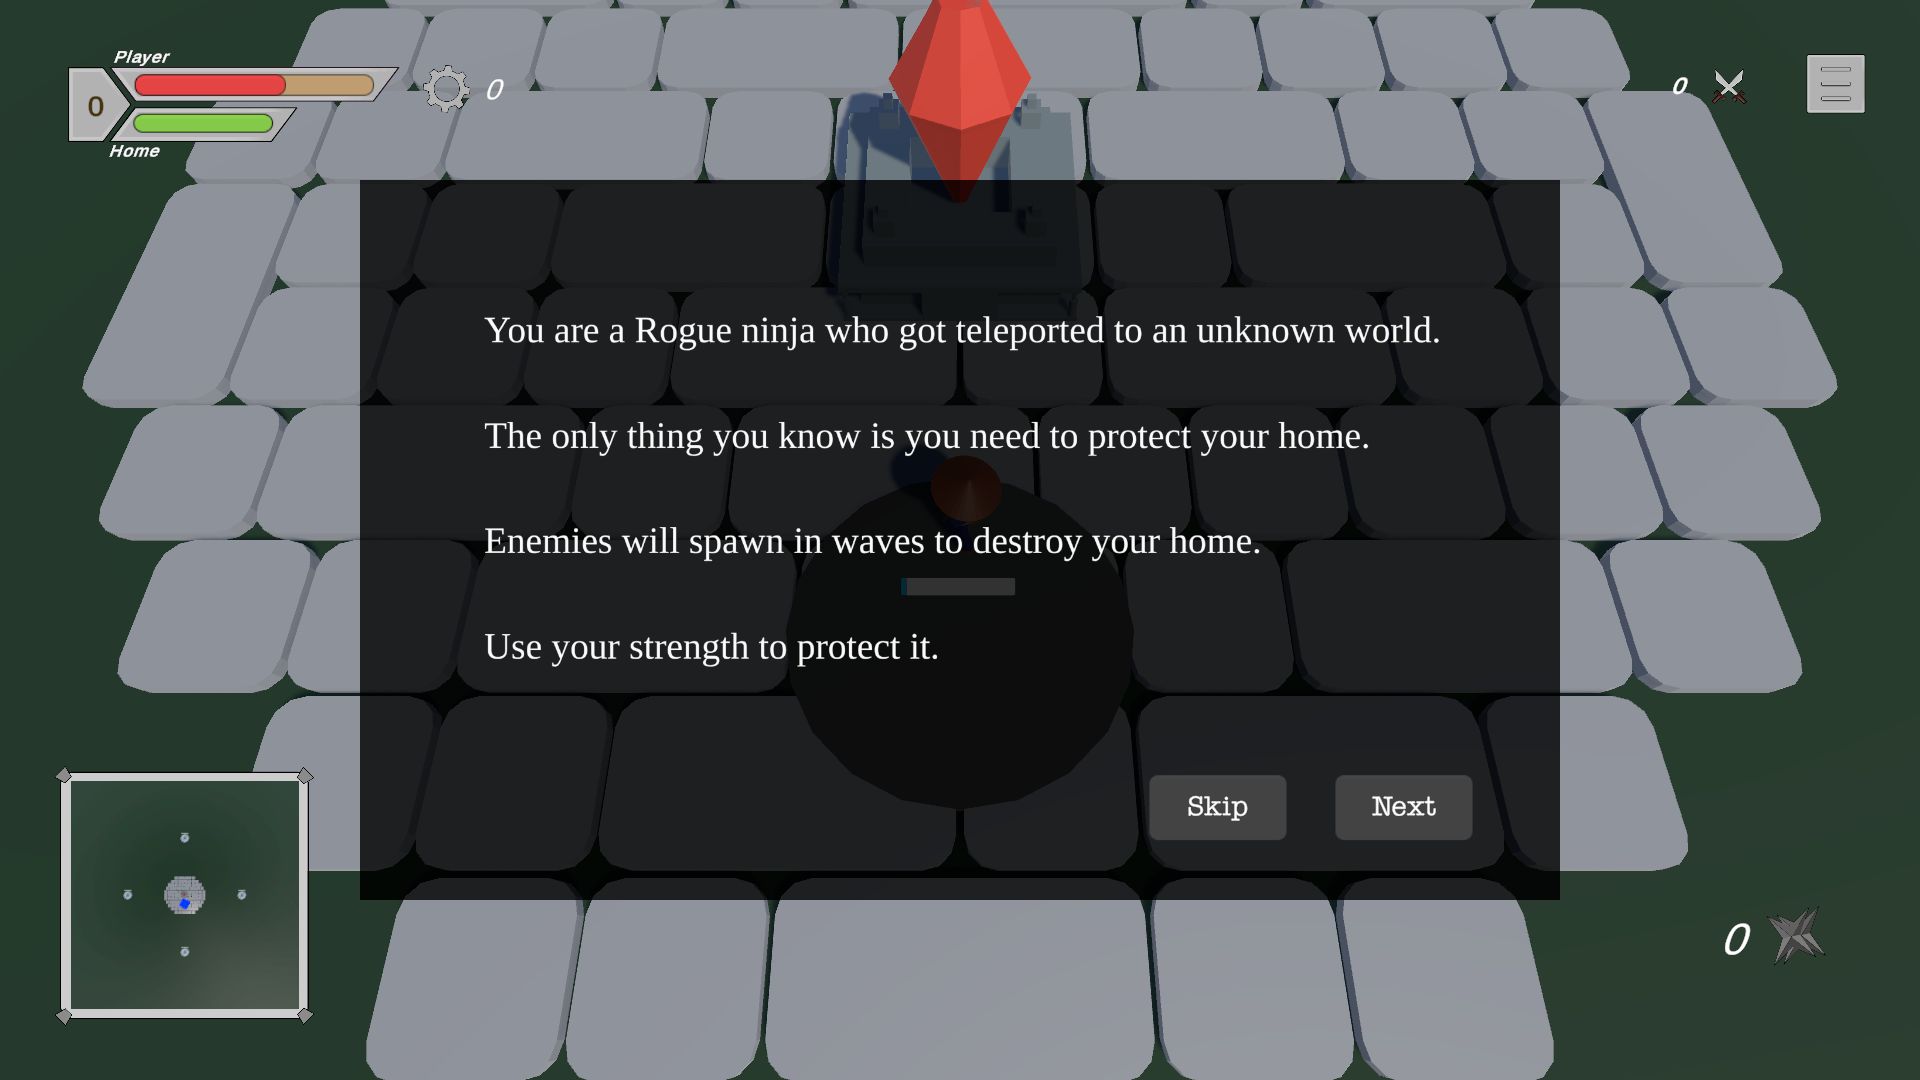 Player
0
0
0
Home
You are a Rogue ninja who got teleported to an unknown world.
The only thing you know is you need to protect your home.
Enemies will spawn in waves to destroy your home.
Use your strength to protect it.
Skip
Next
0